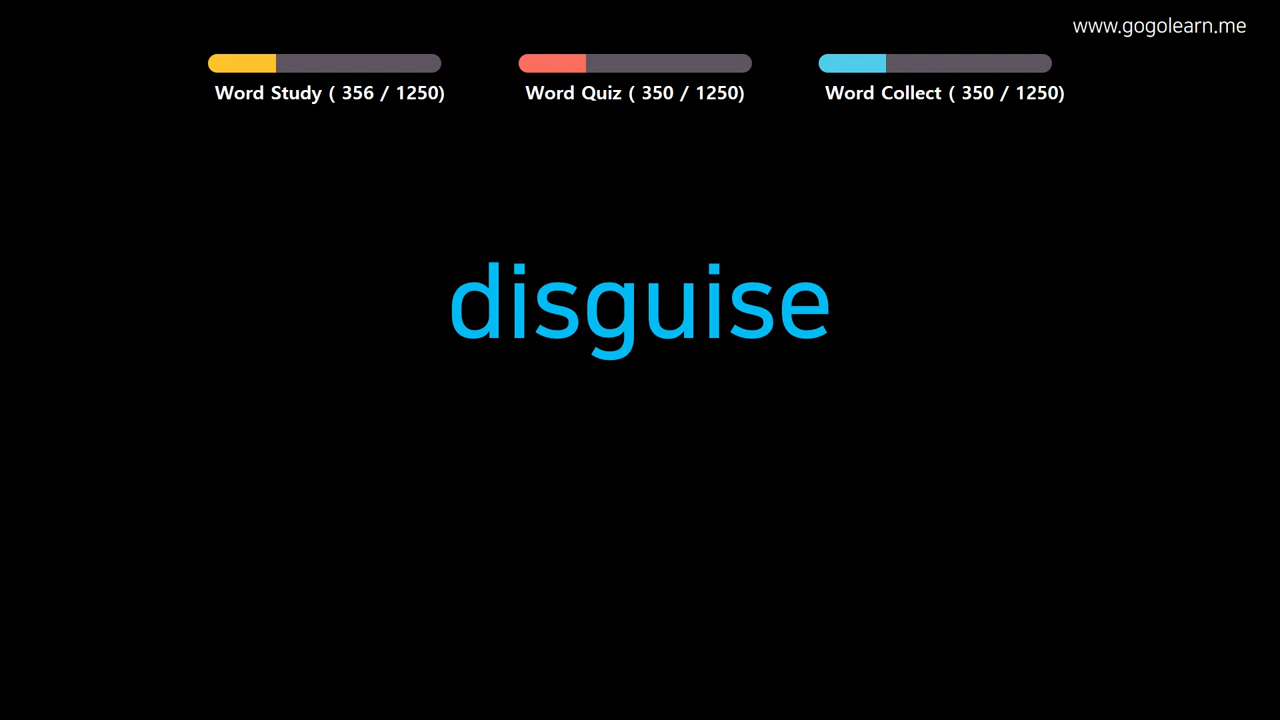 www.gogolearn.me
Word Study ( 356 / 1250)
Word Quiz ( 350 / 1250)
Word Collect ( 350 / 1250)
disguise